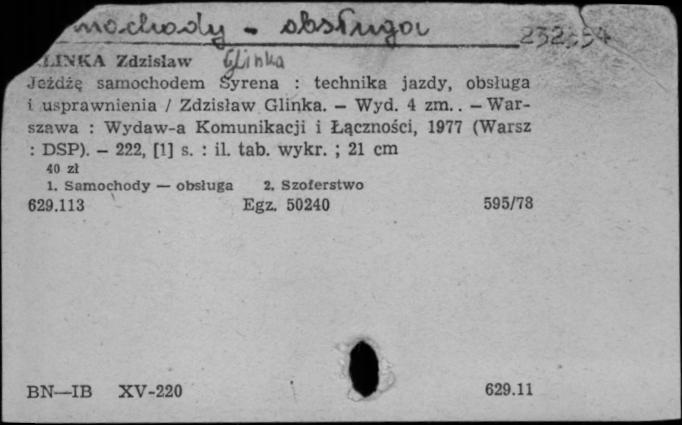 mochody - obsługa
LINKA Zdzisław Glinka
Jeżdżę samochodem Syrena : technika jazdy, obsługa
i usprawnienia / Zdzisław Glinka. — Wyd. 4 zm.. — War-
szawa : Wydaw-a Komunikacji i Łączności, 1977 (Warsz
: DSP). — 222, [1] s. : il. tab. wykr. ; 21 cm
40 zł
1. Samochody — obsługa 2. Szoferstwo
629.113 Egz. 50240 595/78
BN—IB XV-220 629.11